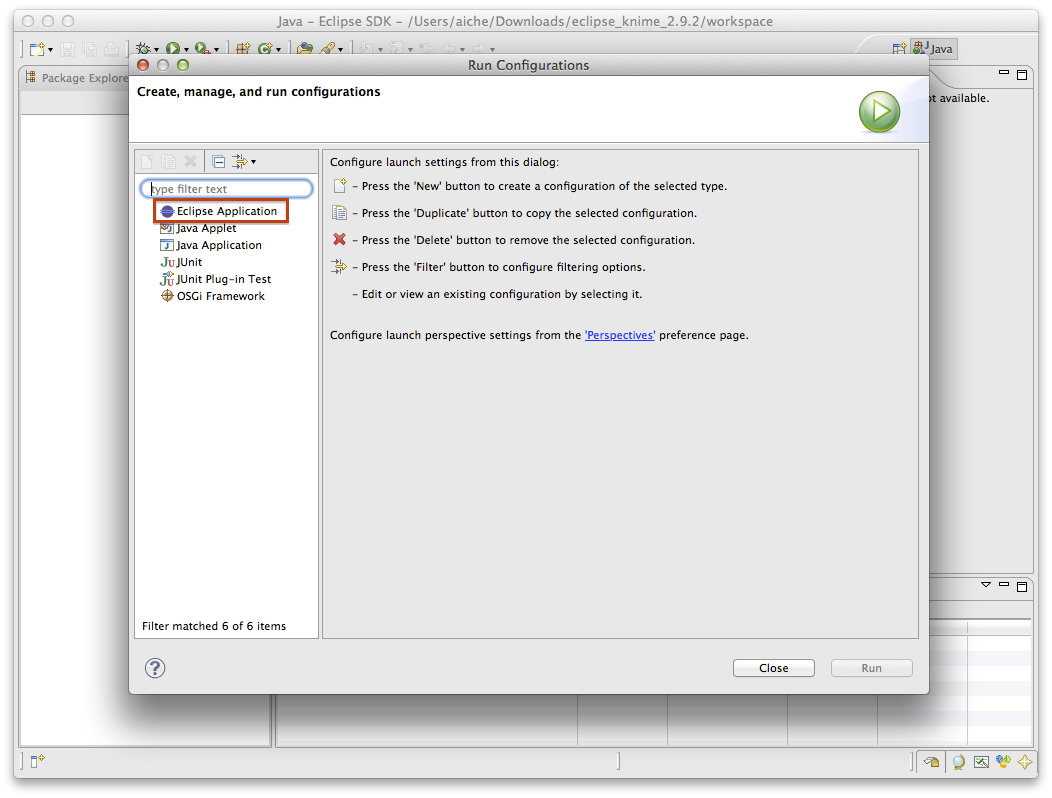 Java – Eclipse SDK – /Users/aiche/Downloads/eclipse_knime_2.9.2/workspace
Java
Package Explore
Run Configurations
Create, manage, and run configurations
t available.
type filter text
Eclipse Application
Java Applet
Java Application
JUnit
JUnit Plug-in Test
OSGi Framework
Filter matched 6 of 6 items
Configure launch settings from this dialog:
– Press the 'New' button to create a configuration of the selected type.
– Press the 'Duplicate' button to copy the selected configuration.
– Press the 'Delete' button to remove the selected configuration.
– Press the 'Filter' button to configure filtering options.
– Edit or view an existing configuration by selecting it.
Configure launch perspective settings from the 'Perspectives' preference page.
?
Close
Run